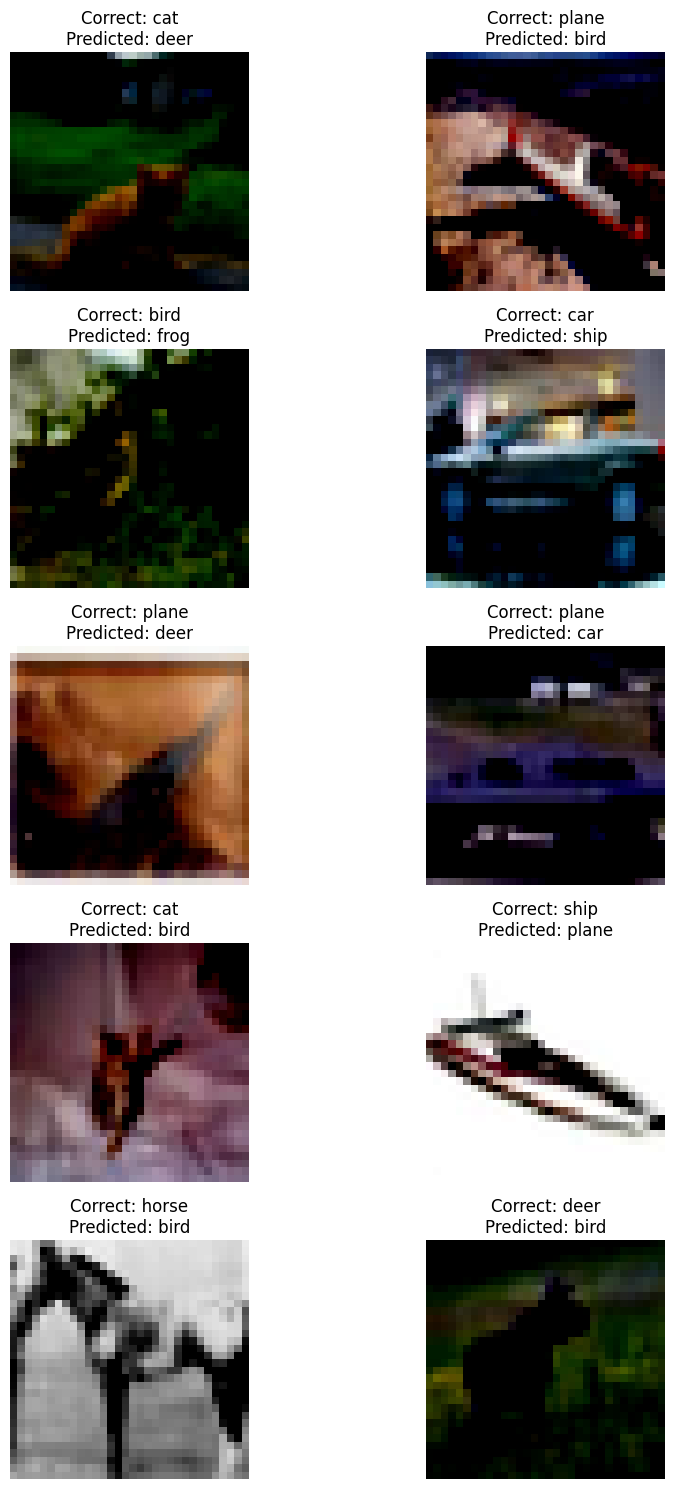 Correct: cat
Predicted: deer
Correct: plane
Predicted: bird
Correct: bird
Predicted: frog
Correct: car
Predicted: ship
Correct: plane
Predicted: deer
Correct: plane
Predicted: car
Correct: cat
Predicted: bird
Correct: ship
Predicted: plane
Correct: horse
Predicted: bird
Correct: deer
Predicted: bird